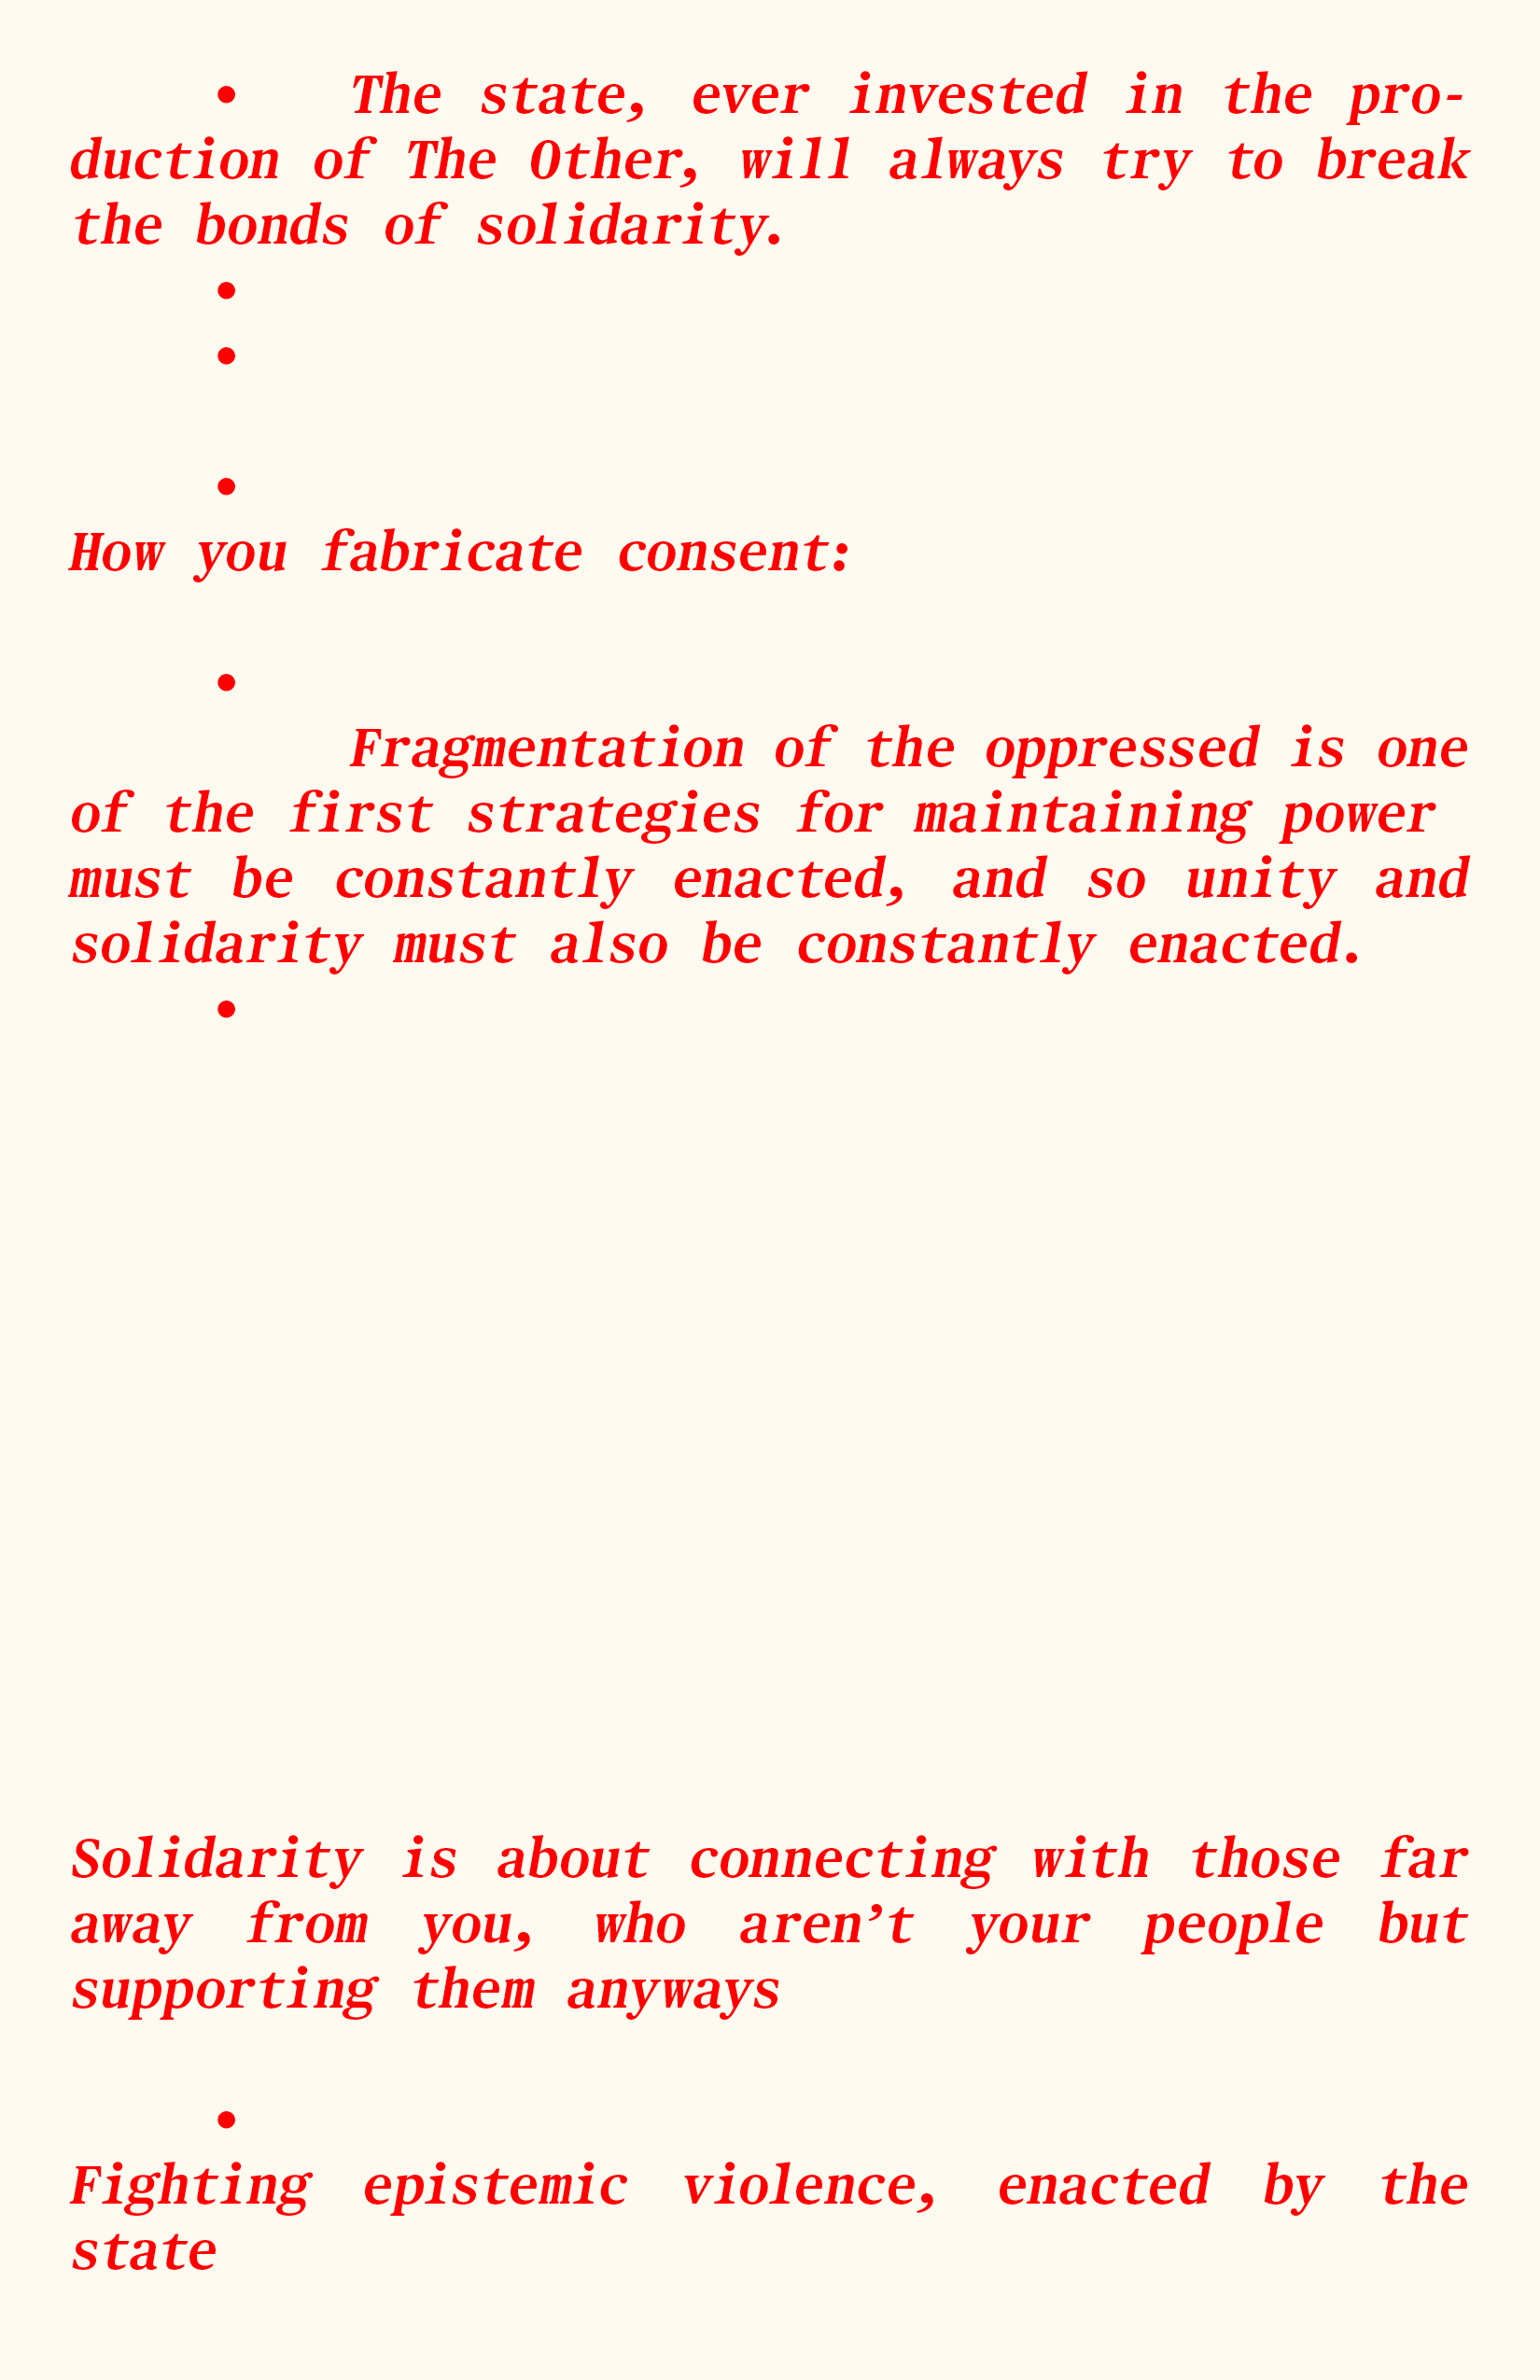 • The state, ever invested in the pro-
duction of The Other, will always try to break
the bonds of solidarity.
•
•
•
How you fabricate consent:
•
Fragmentation of the oppressed is one
of the first strategies for maintaining power
must be constantly enacted, and so unity and
solidarity must also be constantly enacted.
•
Solidarity is about connecting with those far
away from you, who aren’t your people but
supporting them anyways
•
Fighting epistemic violence, enacted by the
state